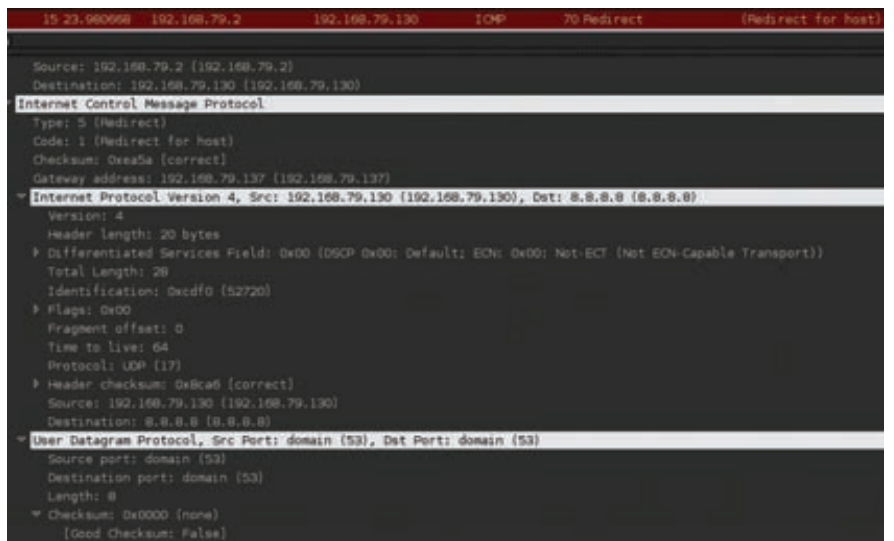 15 23.980668 192.168.79.2 192.168.79.130 ICMP 70 Redirect (Redirect for host)
Source: 192.168.79.2 (192.168.79.2)
Destination: 192.168.79.130 (192.168.79.130)
Internet Control Message Protocol
Type: 5 (Redirect)
Code: 1 (Redirect for host)
Checksum: 0xea5a [correct]
Gateway address: 192.168.79.137 (192.168.79.137)
Internet Protocol Version 4, Src: 192.168.79.130 (192.168.79.130), Dst: 8.8.8.8 (8.8.8.8)
Version: 4
Header length: 20 bytes
Differentiated Services Field: 0x00 (DSCP 0x00: Default; ECN: 0x00: Not-ECT (Not ECN-Capable Transport))
Total Length: 28
Identification: 0xcdf0 (52720)
Flags: 0x00
Fragment offset: 0
Time to live: 64
Protocol: UDP (17)
Header checksum: 0x8ca6 [correct]
Source: 192.168.79.130 (192.168.79.130)
Destination: 8.8.8.8 (8.8.8.8)
User Datagram Protocol, Src Port: domain (53), Dst Port: domain (53)
Source port: domain (53)
Destination port: domain (53)
Length: 8
Checksum: 0x0000 (none)
[Good Checksum: False]